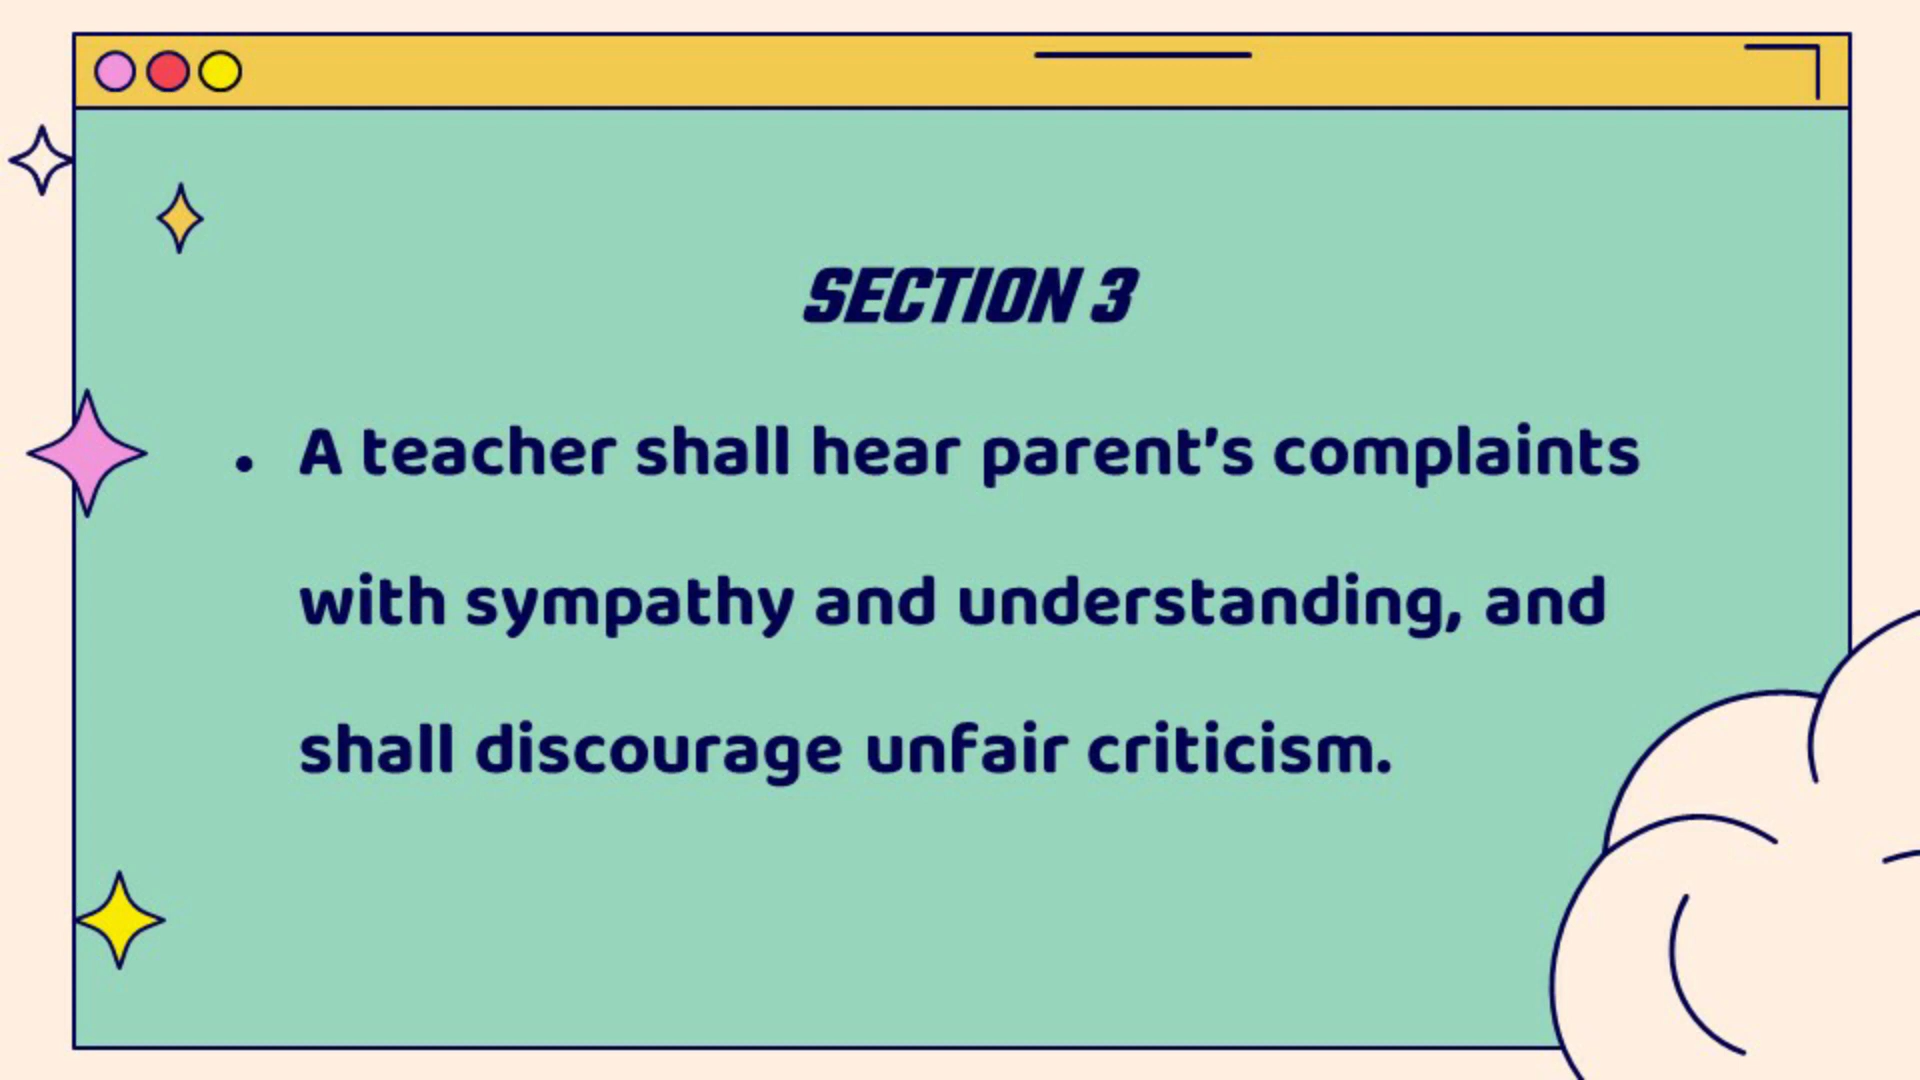 SECTION 3
• A teacher shall hear parent’s complaints
with sympathy and understanding, and
shall discourage unfair criticism.